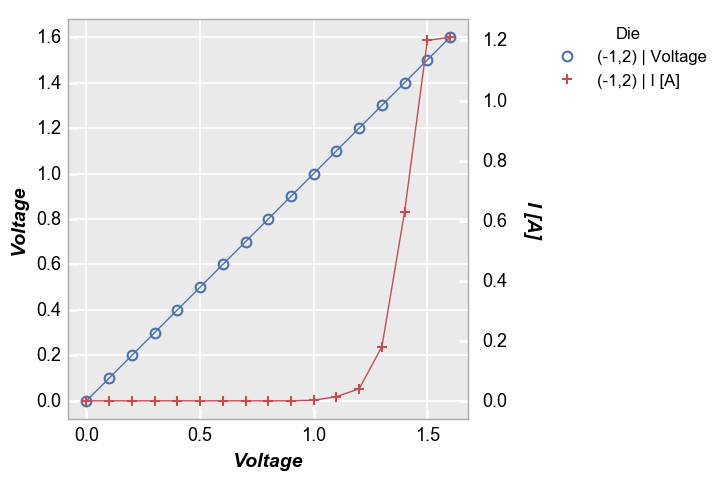 Die
(-1,2) | Voltage
(-1,2) | I [A]
1.6
1.4
1.2
1.0
0.8
0.6
0.4
0.2
0.0
Voltage
1.2
1.0
0.8
0.6
0.4
0.2
0.0
I [A]
0.0 0.5 1.0 1.5
Voltage